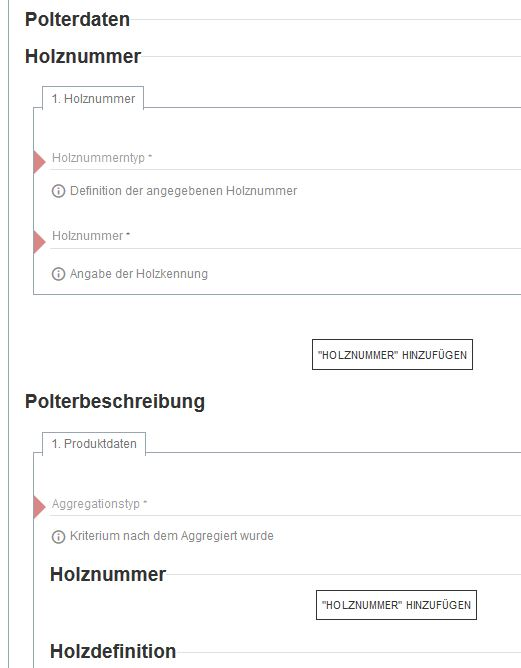 Polterdaten
Holznummer
1. Holznummer
Holznummerntyp *
Definition der angegebenen Holznummer
Holznummer *
Angabe der Holzkennung
"HOLZNUMMER" HINZUFÜGEN
Polterbeschreibung
1. Produktdaten
Aggregationstyp *
Kriterium nach dem Aggregiert wurde
Holznummer
"HOLZNUMMER" HINZUFÜGEN
Holzdefinition